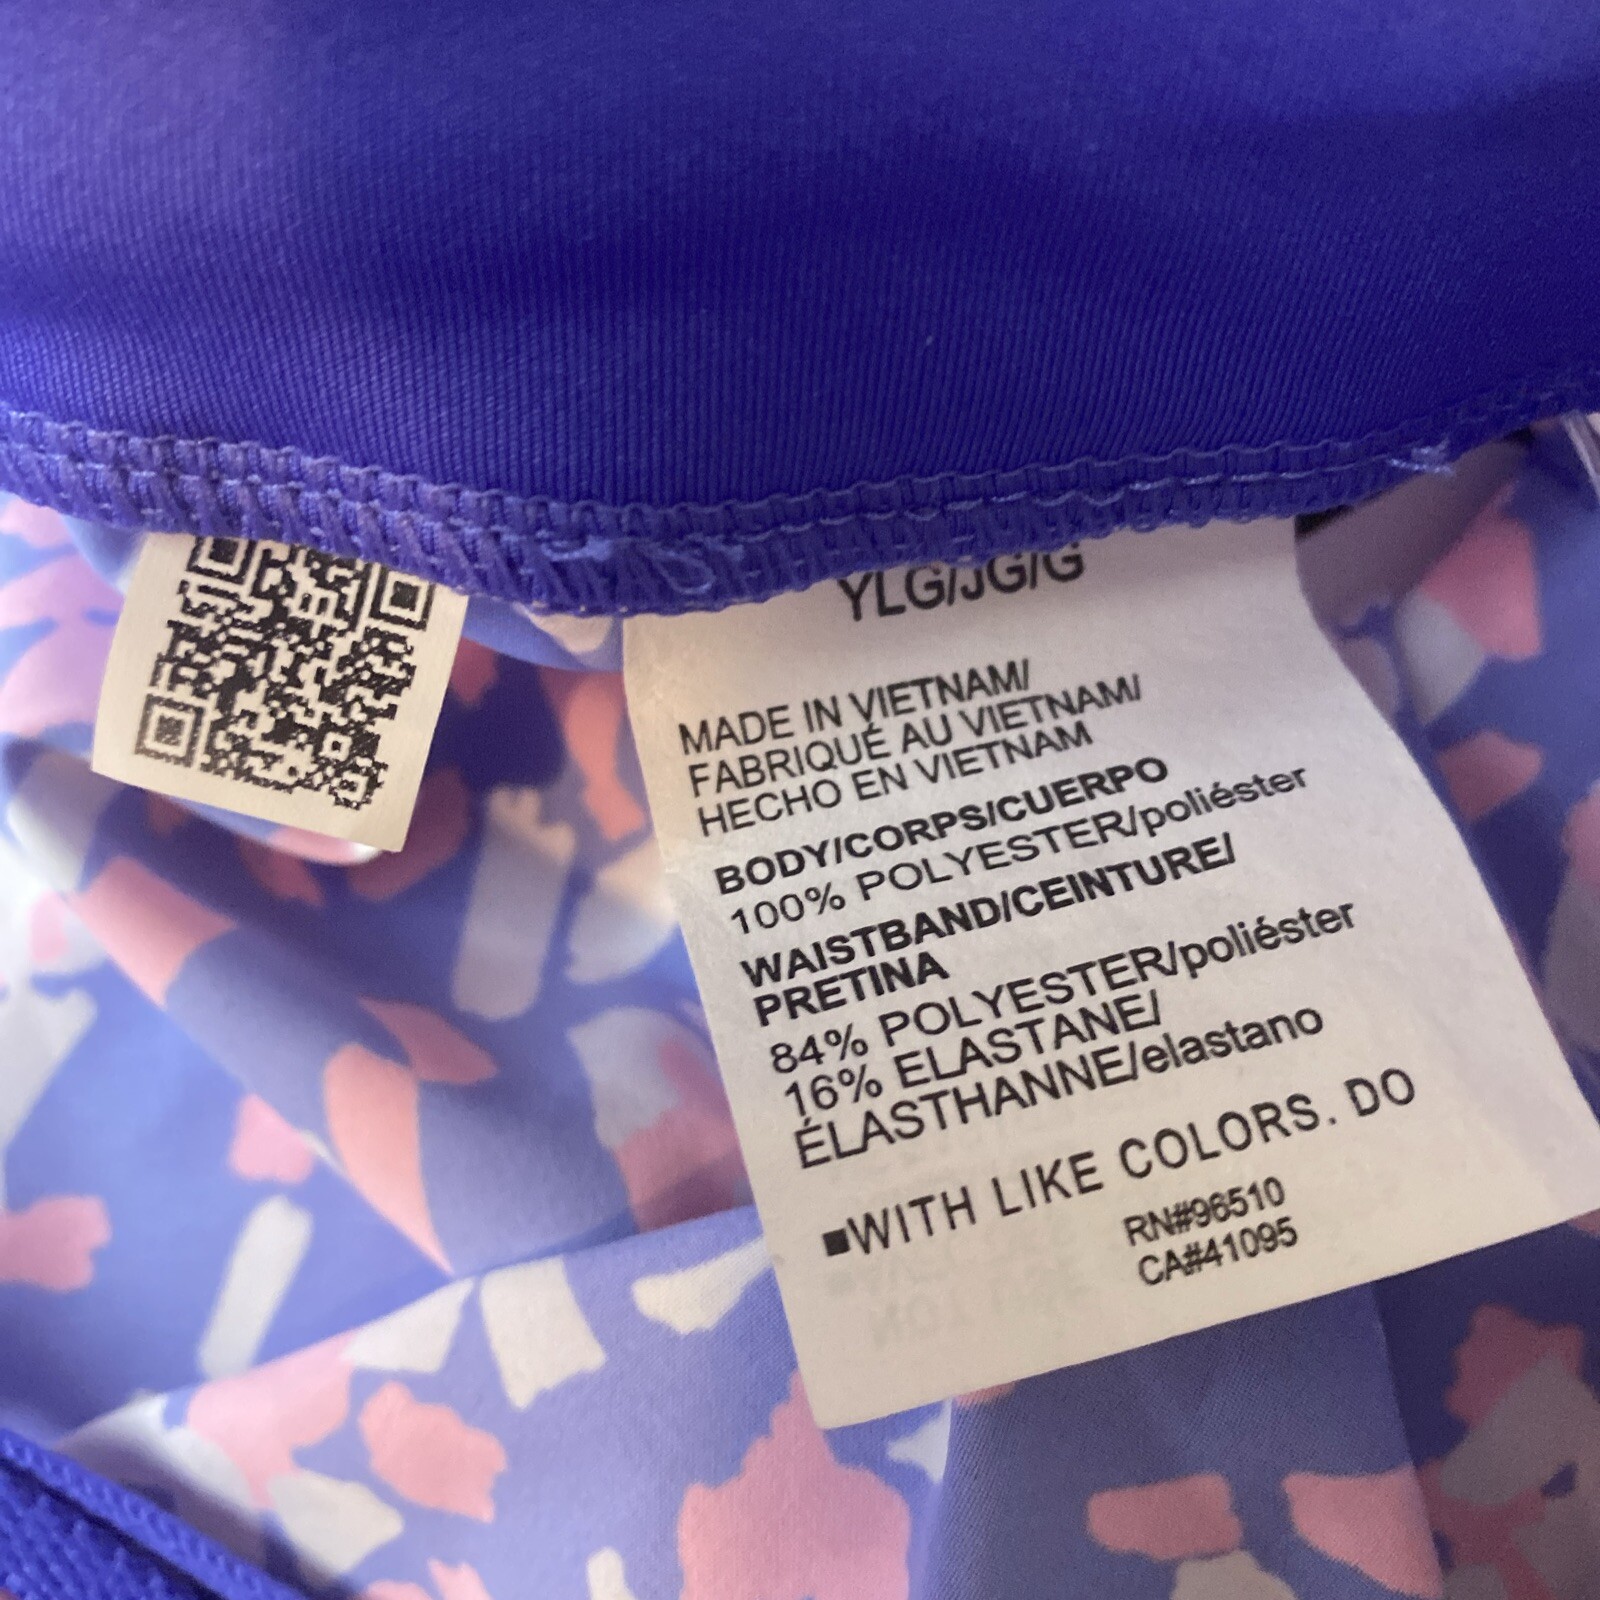 YLG/JG/G
MADE IN VIETNAM/
FABRIQUÉ AU VIETNAM/
HECHO EN VIETNAM
BODY/CORPS/CUERPO
100% POLYESTER/poliéster
WAISTBAND/CEINTURE/
PRETINA
84% POLYESTER/poliéster
16% ELASTANE/
ÉLASTHANNE/elastano
■WITH LIKE COLORS. DO
RN#96510
CA#41095